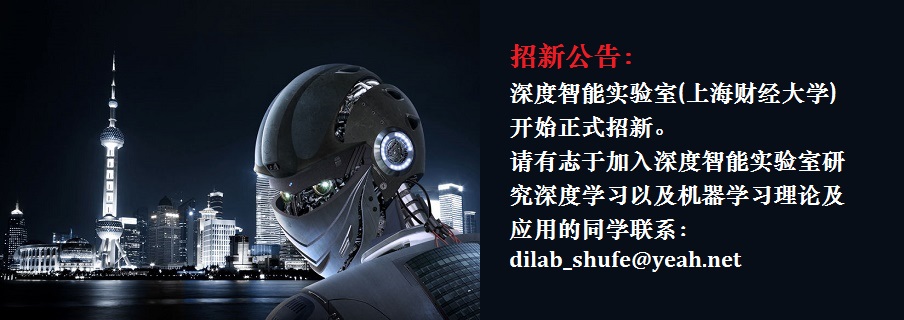 招新公告：
深度智能实验室(上海财经大学)
开始正式招新。
请有志于加入深度智能实验室研
究深度学习以及机器学习理论及
应用的同学联系：
dilab_shufe@yeah.net